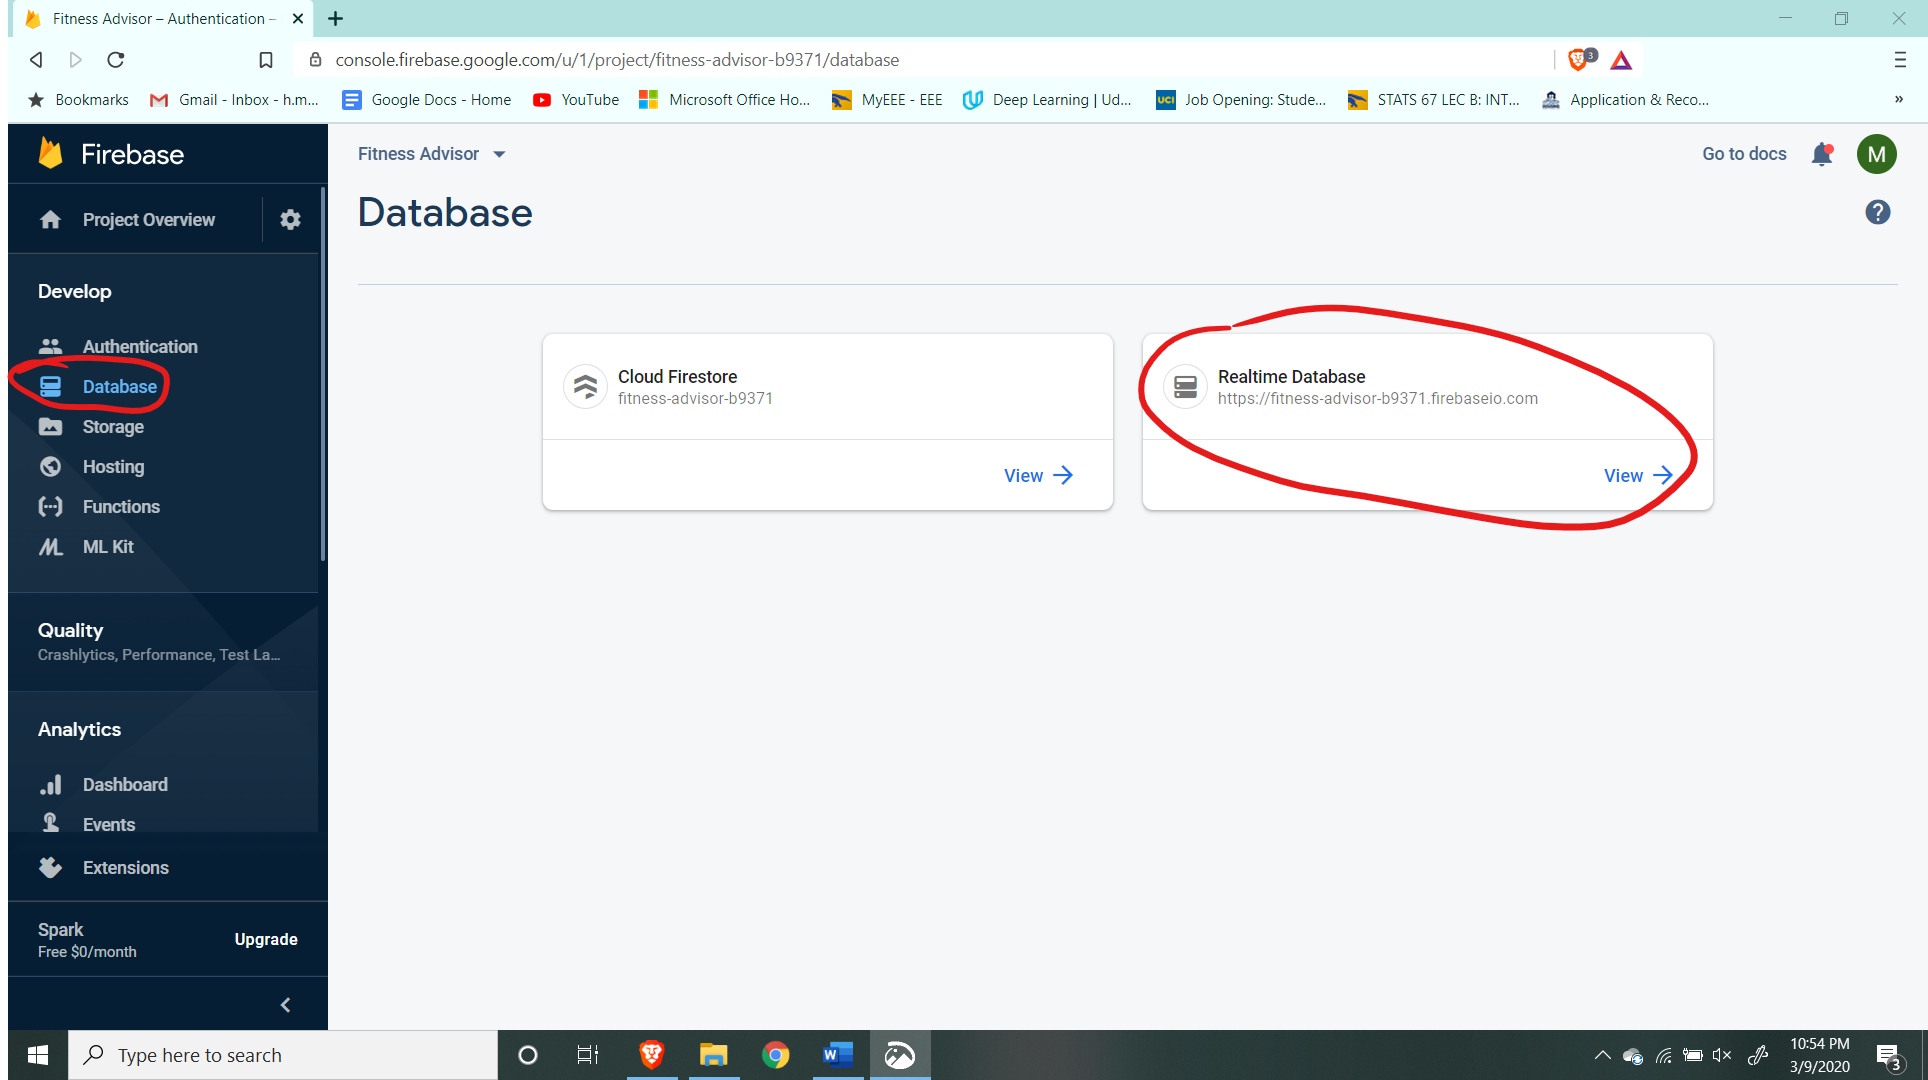 Fitness Advisor – Authentication –
console.firebase.google.com/u/1/project/fitness-advisor-b9371/database
3
Bookmarks Gmail - Inbox - h.m... Google Docs - Home YouTube Microsoft Office Ho... MyEEE - EEE Deep Learning | Ud... UCI Job Opening: Stude... STATS 67 LEC B: INT... Application & Reco... »
Firebase
Fitness Advisor
Go to docs
M
Project Overview
Database
?
Develop
Authentication
Database
Storage
Hosting
Functions
ML Kit
Cloud Firestore
fitness-advisor-b9371
View
Realtime Database
https://fitness-advisor-b9371.firebaseio.com
View
Quality
Crashlytics, Performance, Test La...
Analytics
Dashboard
Events
Extensions
Spark
Free $0/month
Upgrade
Type here to search
W
10:54 PM
3/9/2020
3